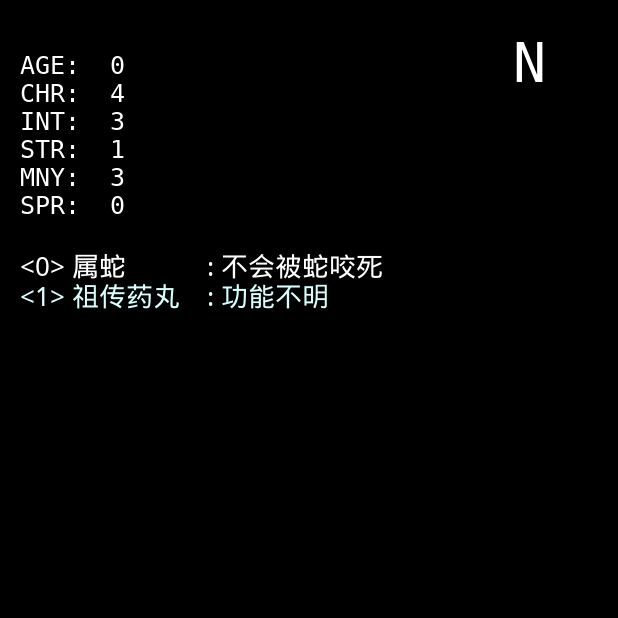 N
AGE: 0
CHR: 4
INT: 3
STR: 1
MNY: 3
SPR: 0
<0> 属蛇 : 不会被蛇咬死
<1> 祖传药丸 : 功能不明